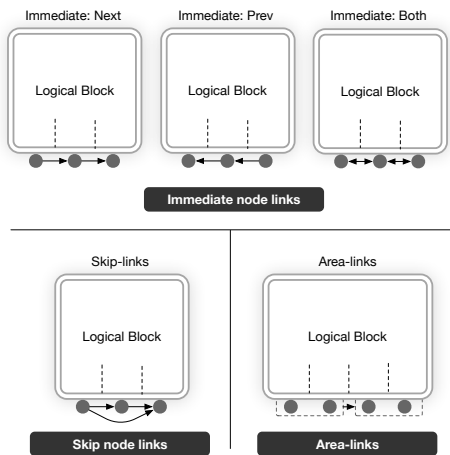 Immediate: Next
Immediate: Prev
Immediate: Both
Logical Block
Logical Block
Logical Block
Immediate node links
Skip-links
Area-links
Logical Block
Logical Block
Skip node links
Area-links